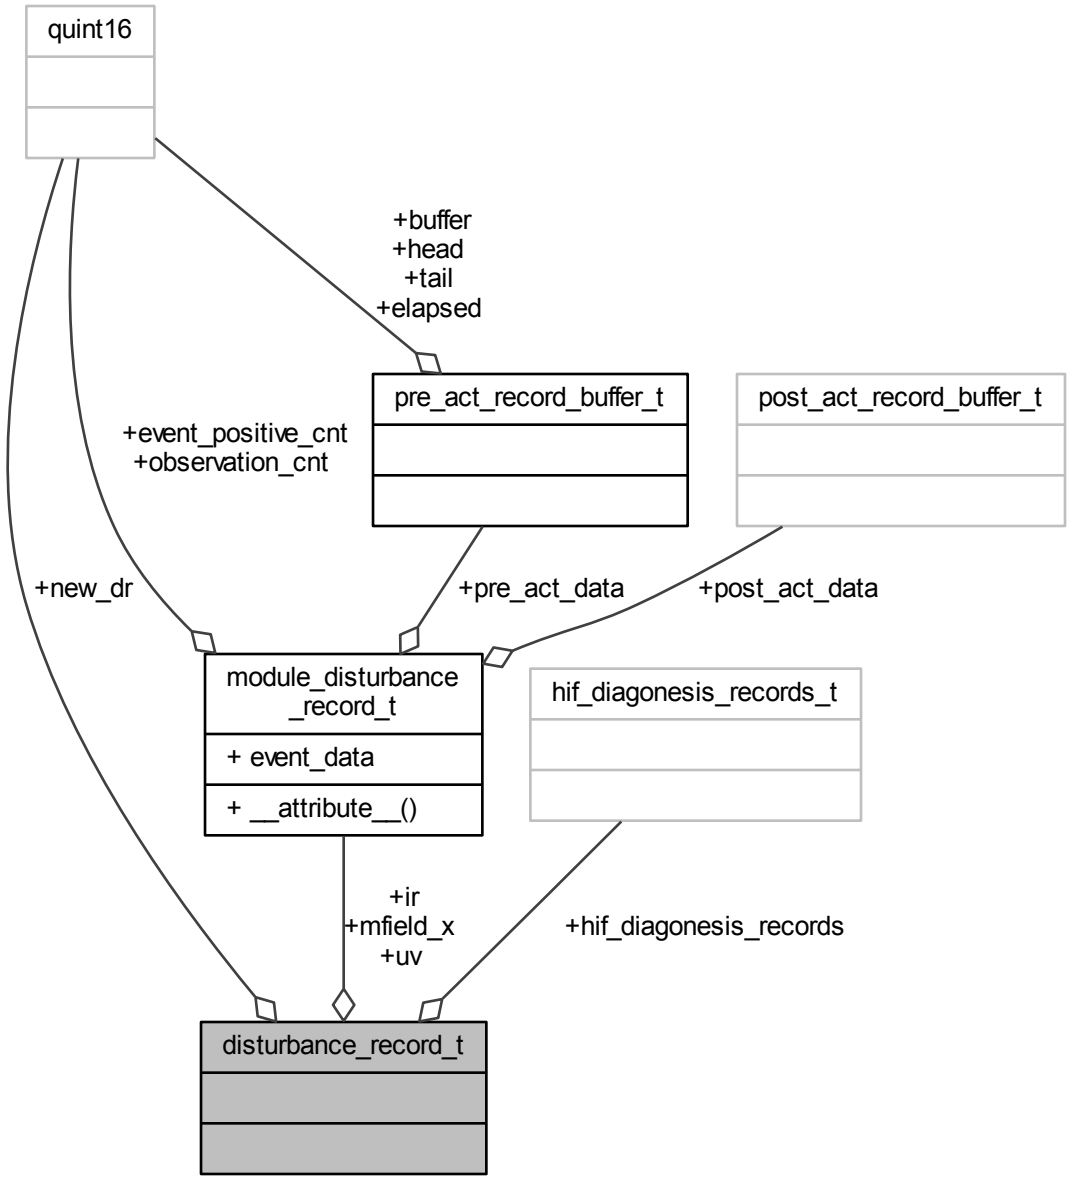 quint16
+buffer
+head
+tail
+elapsed
pre_act_record_buffer_t
post_act_record_buffer_t
+event_positive_cnt
+observation_cnt
+new_dr
+pre_act_data
+post_act_data
module_disturbance
_record_t
+ event_data
+ __attribute__()
hif_diagonesis_records_t
+ir
+mfield_x
+uv
+hif_diagonesis_records
disturbance_record_t